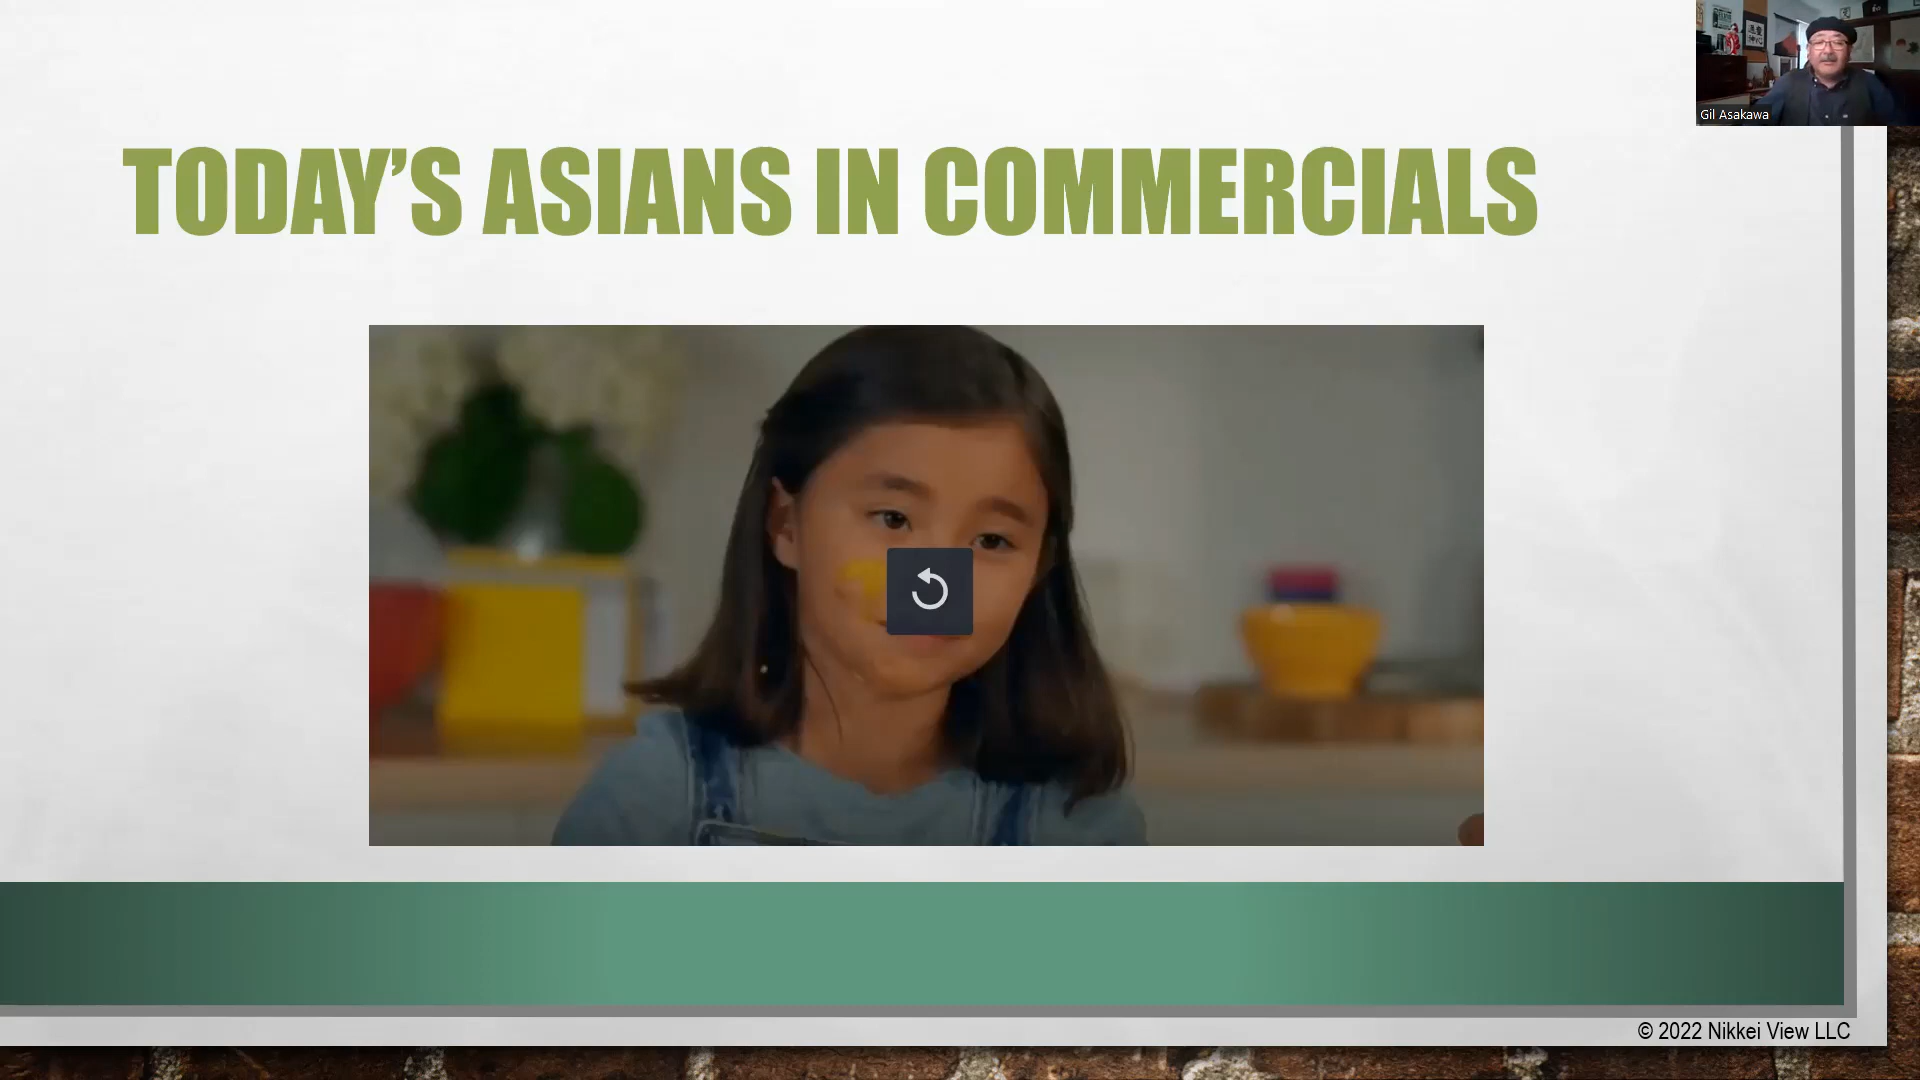 Gil Asakawa
TODAY’S ASIANS IN COMMERCIALS
© 2022 Nikkei View LLC